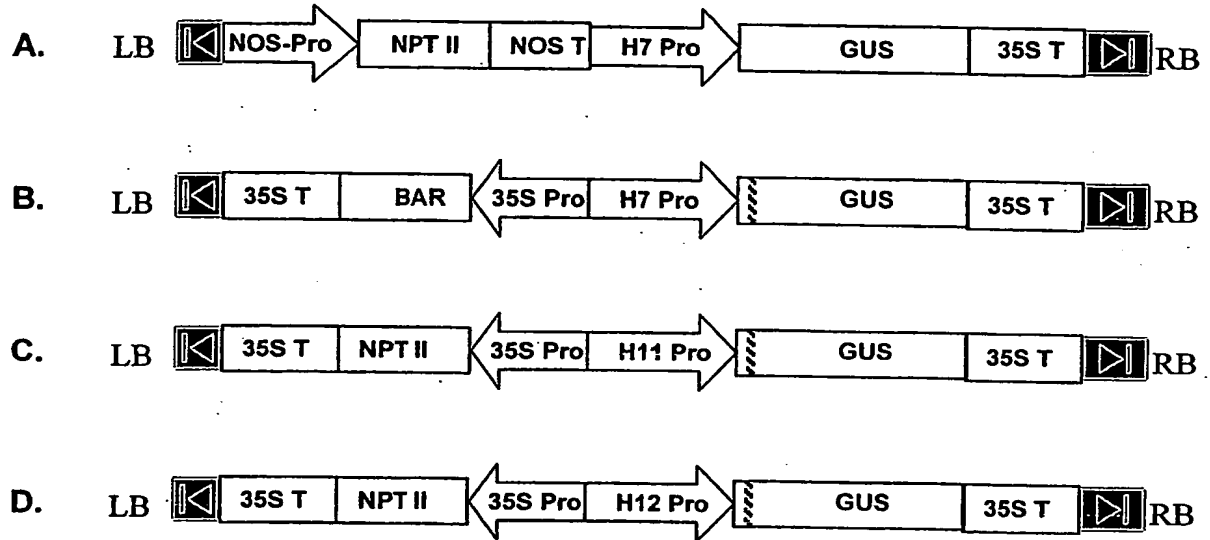 A. LB NOS-Pro NPT II NOS T H7 Pro GUS 35S T RB
B. LB 35S T BAR 35S Pro H7 Pro GUS 35S T RB
C. LB 35S T NPT II 35S Pro H11 Pro GUS 35S T RB
D. LB 35S T NPT II 35S Pro H12 Pro GUS 35S T RB